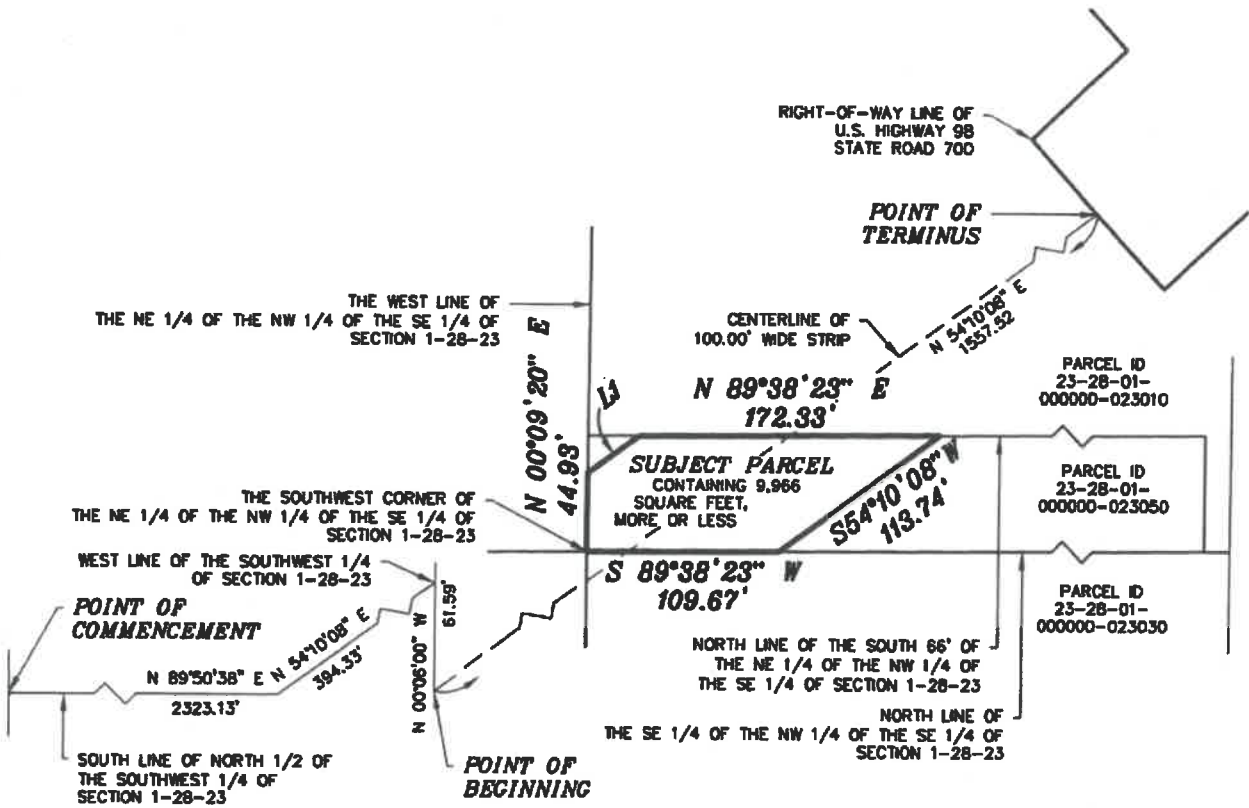 RIGHT-OF-WAY LINE OF
U.S. HIGHWAY 98
STATE ROAD 700
POINT OF
TERMINUS
THE WEST LINE OF
THE NE 1/4 OF THE NW 1/4 OF THE SE 1/4 OF
SECTION 1-28-23
CENTERLINE OF
100.00' WIDE STRIP
N 54°10'08" E
1557.52
N 00°09'20" E
44.93'
L1
N 89°38'23" E
172.33'
PARCEL ID
23-28-01-
000000-023010
SUBJECT PARCEL
CONTAINING 9,966
SQUARE FEET,
MORE OR LESS
S54°10'08" W
113.74'
PARCEL ID
23-28-01-
000000-023050
THE SOUTHWEST CORNER OF
THE NE 1/4 OF THE NW 1/4 OF THE SE 1/4 OF
SECTION 1-28-23
WEST LINE OF THE SOUTHWEST 1/4
OF SECTION 1-28-23
S 89°38'23" W
109.67'
PARCEL ID
23-28-01-
000000-023030
POINT OF
COMMENCEMENT
N 89°50'38" E
2323.13'
N 54°10'08" E
394.33'
N 00°06'00" W
61.59'
NORTH LINE OF THE SOUTH 66' OF
THE NE 1/4 OF THE NW 1/4 OF
THE SE 1/4 OF SECTION 1-28-23
NORTH LINE OF
THE SE 1/4 OF THE NW 1/4 OF THE SE 1/4 OF
SECTION 1-28-23
SOUTH LINE OF NORTH 1/2 OF
THE SOUTHWEST 1/4 OF
SECTION 1-28-23
POINT OF
BEGINNING